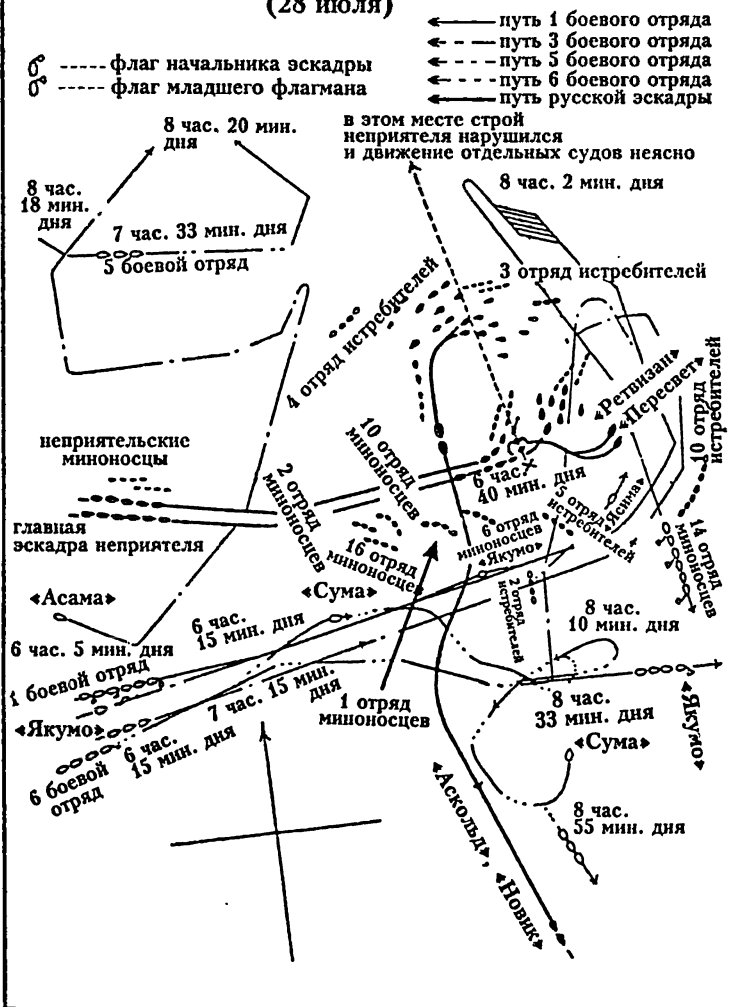 (28 июля)
путь 1 боевого отряда
путь 3 боевого отряда
путь 5 боевого отряда
путь 6 боевого отряда
путь русской эскадры
флаг начальника эскадры
флаг младшего флагмана
8 час. 20 мин.
дня
в этом месте строй
неприятеля нарушился
и движение отдельных судов неясно
8 час.
18 мин.
дня
8 час. 2 мин. дня
7 час. 33 мин. дня
5 боевой отряд
3 отряд истребителей
4 отряд истребителей
«Ретвизан»
«Пересвет»
10 отряд
истребителей
неприятельские
миноносцы
10 отряд
миноносцев
2 отряд
миноносцев
6 час.
40 мин. дня
5 отряд
истребителей
«Ясима»
главная
эскадра неприятеля
6 отряд
миноносцев
«Якумо»
16 отряд
миноносце
14 отряд
миноносцев
2 отряд
истребителей
«Асама»
«Сума»
6 час.
15 мин. дня
8 час.
10 мин. дня
6 час. 5 мин. дня
1 боевой отряд
7 час. 15 мин.
дня
1 отряд
миноносцев
8 час.
33 мин. дня
«Якумо»
«Якумо»
6 час.
15 мин. дня
«Сума»
6 боевой
отряд
8 час.
55 мин. дня
«Аскольд»,
«Новик»